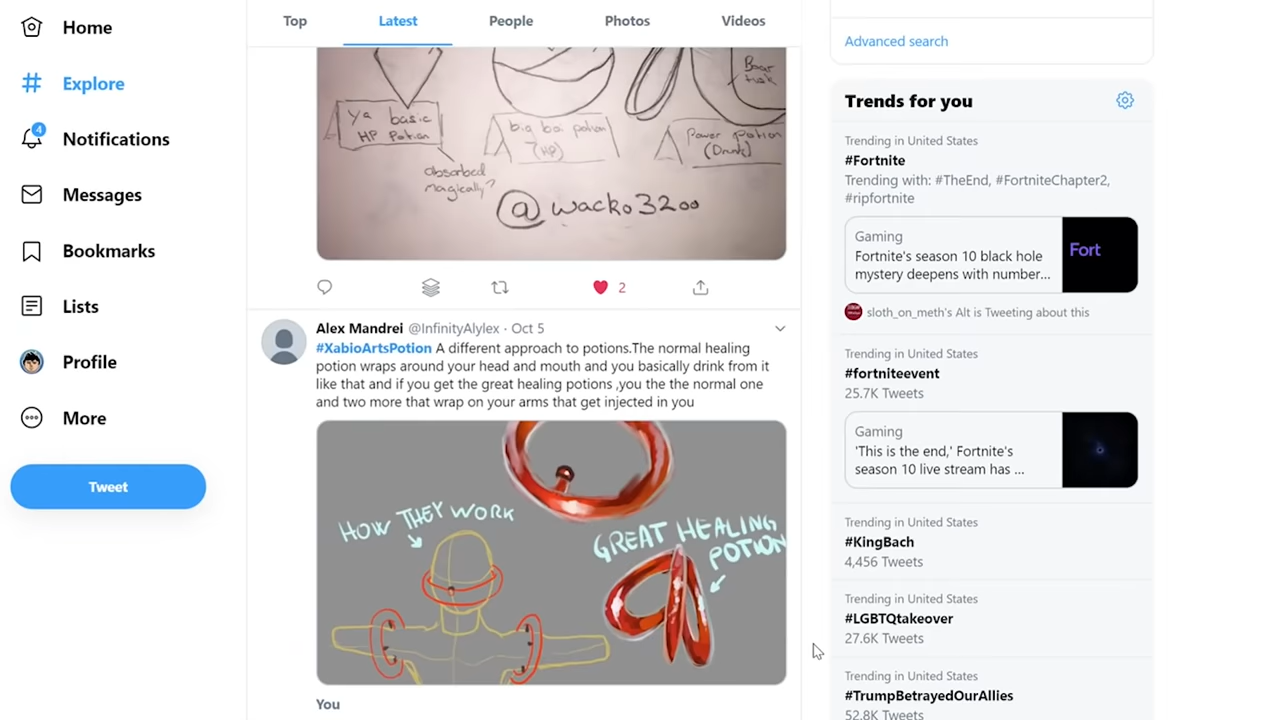 Home
Explore
4
Notifications
Messages
Bookmarks
Lists
Profile
More
Tweet
Top
Latest
People
Photos
Videos
Boar
tusk
Ya basic
HP Potion
big boi potion
(HP)
Power potion
(Drunk)
absorbed
magically?
@wacko3200
2
Alex Mandrei @InfinityAlylex · Oct 5
#XabioArtsPotion A different approach to potions.The normal healing
potion wraps around your head and mouth and you basically drink from it
like that and if you get the great healing potions ,you the the normal one
and two more that wrap on your arms that get injected in you
HOW THEY WORK
GREAT HEALING
POTION
You
Advanced search
Trends for you
Trending in United States
#Fortnite
Trending with: #TheEnd, #FortniteChapter2,
#ripfortnite
Gaming
Fortnite's season 10 black hole
mystery deepens with number...
Fort
sloth_on_meth's Alt is Tweeting about this
Trending in United States
#fortniteevent
25.7K Tweets
Gaming
'This is the end,' Fortnite's
season 10 live stream has ...
Trending in United States
#KingBach
4,456 Tweets
Trending in United States
#LGBTQtakeover
27.6K Tweets
Trending in United States
#TrumpBetrayedOurAllies
52.8K Tweets